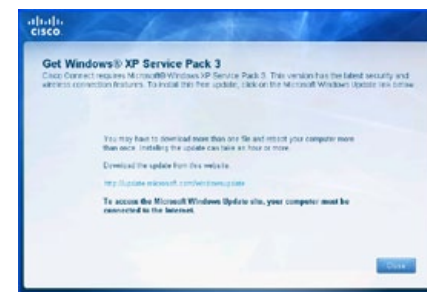 CISCO
Get Windows® XP Service Pack 3
Cisco Connect requires Microsoft® Windows XP Service Pack 3. This version has the latest security and
wireless connection features. To install this free update, click on the Microsoft Windows Update link below.
You may have to download more than one file and reboot your computer more
than once. Installing the update can take an hour or more.
Download the update from this website.
http://update.microsoft.com/windowsupdate
To access the Microsoft Windows Update site, your computer must be
connected to the Internet.
Close